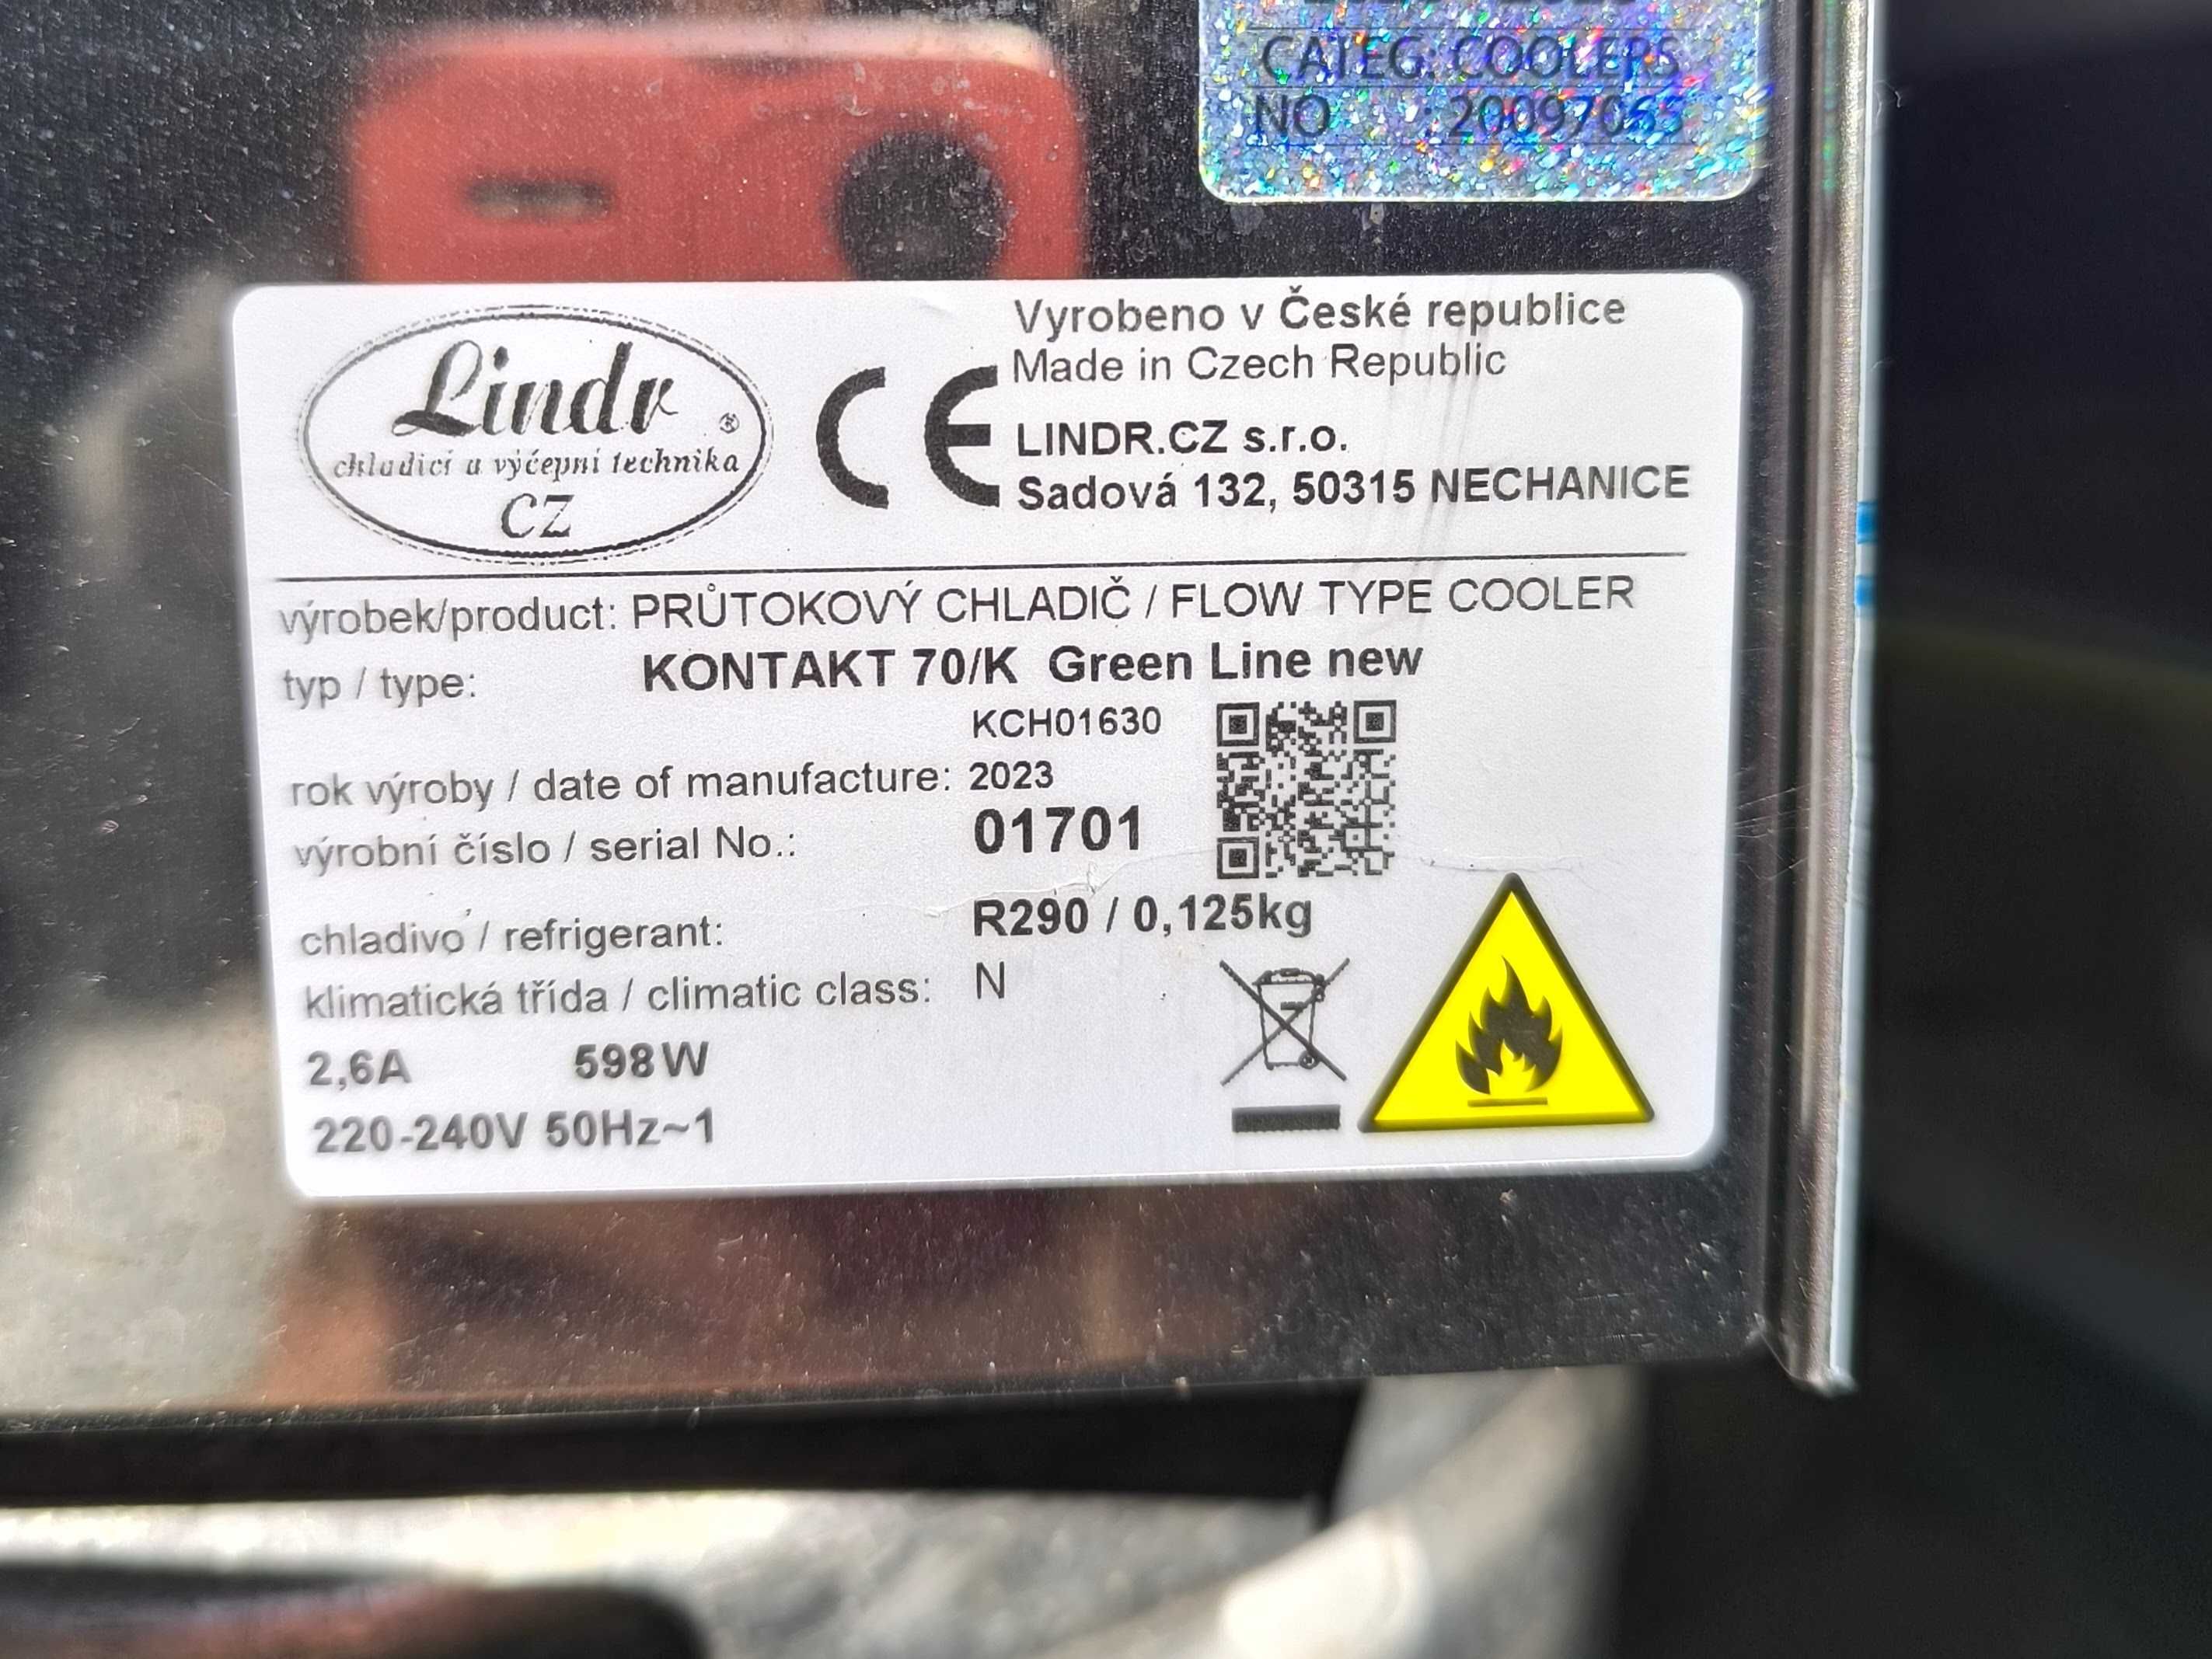 CATEG. COOLERS
NO : 20097065
Lindr ®
chladicí a výčepní technika
CZ
CE
Vyrobeno v České republice
Made in Czech Republic
LINDR.CZ s.r.o.
Sadová 132, 50315 NECHANICE
výrobek/product: PRŮTOKOVÝ CHLADIČ / FLOW TYPE COOLER
typ / type: KONTAKT 70/K Green Line new
KCH01630
rok výroby / date of manufacture: 2023
výrobní číslo / serial No.: 01701
chladivo / refrigerant: R290 / 0,125kg
klimatická třída / climatic class: N
2,6A 598W
220-240V 50Hz~1